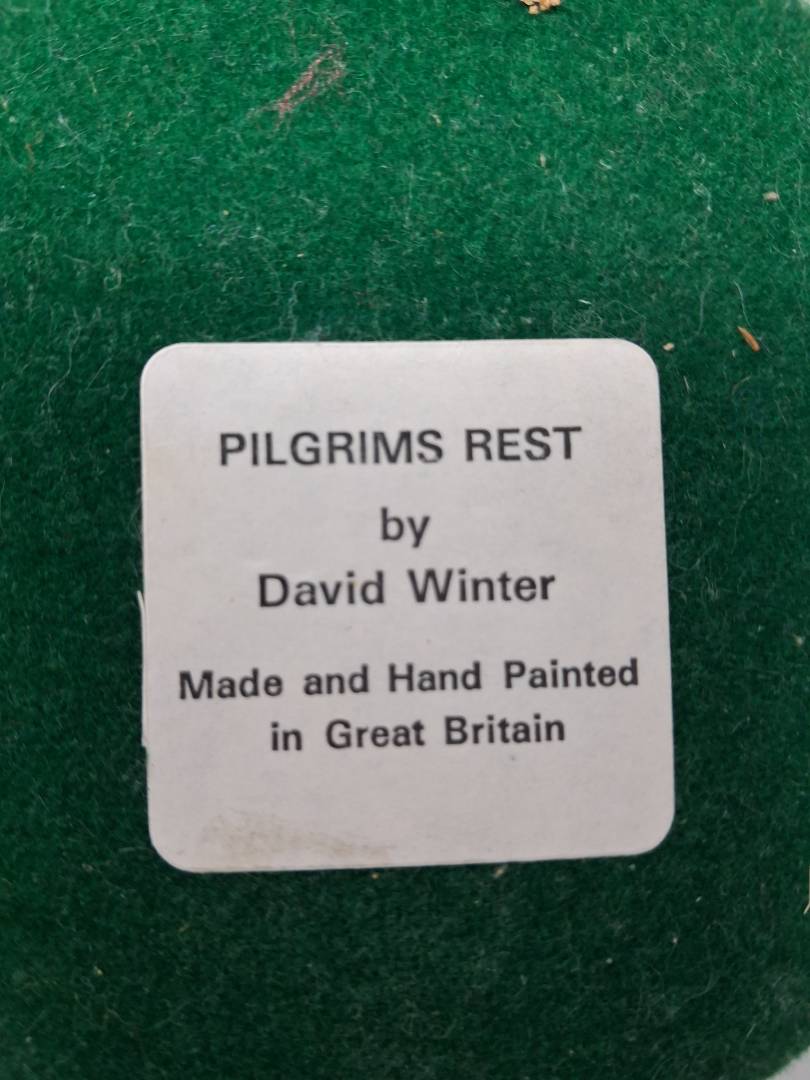 PILGRIMS REST
by
David Winter
Made and Hand Painted
in Great Britain